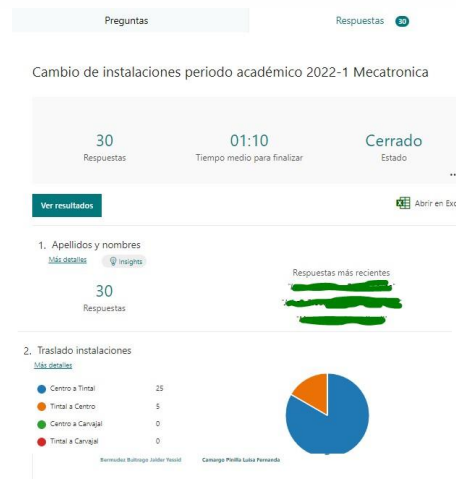 Preguntas
Respuestas 30
Cambio de instalaciones periodo académico 2022-1 Mecatronica
30 01:10 Cerrado
Respuestas Tiempo medio para finalizar Estado
...
Ver resultados
Abrir en Exc
1. Apellidos y nombres
Más detalles Insights
Respuestas más recientes
30
Respuestas
2. Traslado instalaciones
Más detalles
Centro a Tintal 25
Tintal a Centro 5
Centro a Carvajal 0
Tintal a Carvajal 0
Bermudez Buitrago Jaider Yessid Camargo Pinilla Luisa Fernanda